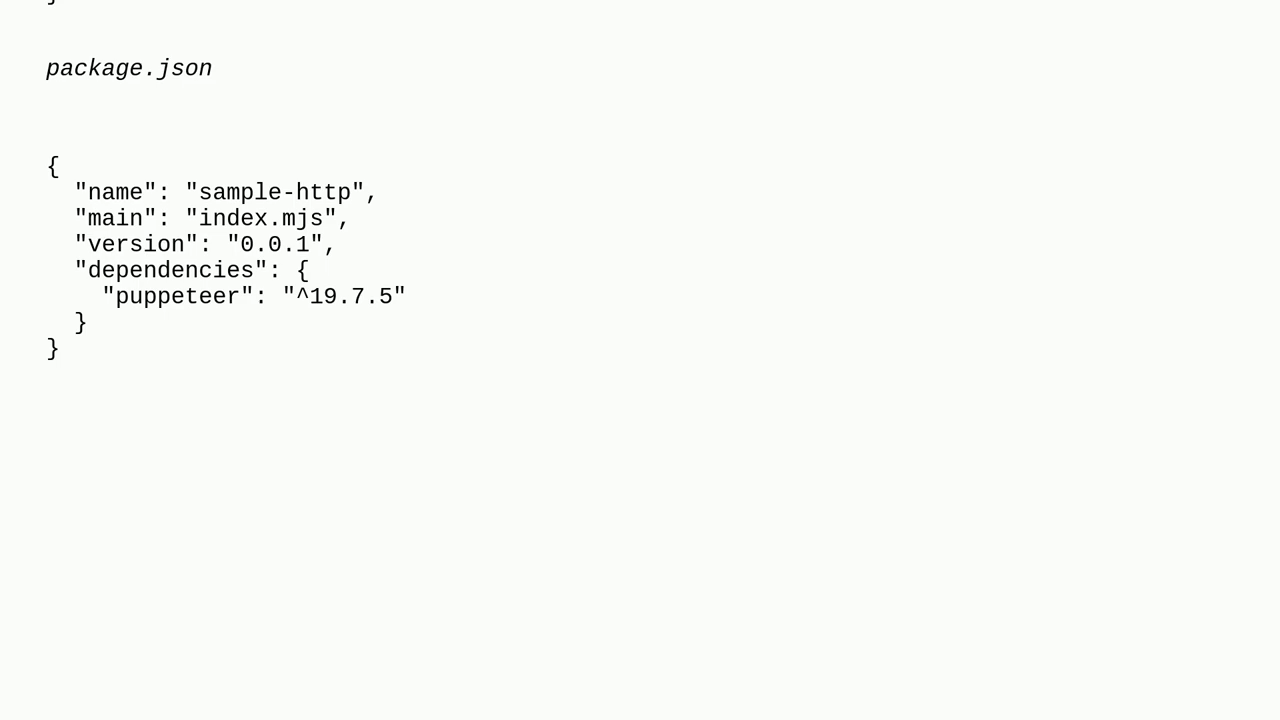 }
package.json
{
  "name": "sample-http",
  "main": "index.mjs",
  "version": "0.0.1",
  "dependencies": {
    "puppeteer": "^19.7.5"
  }
}